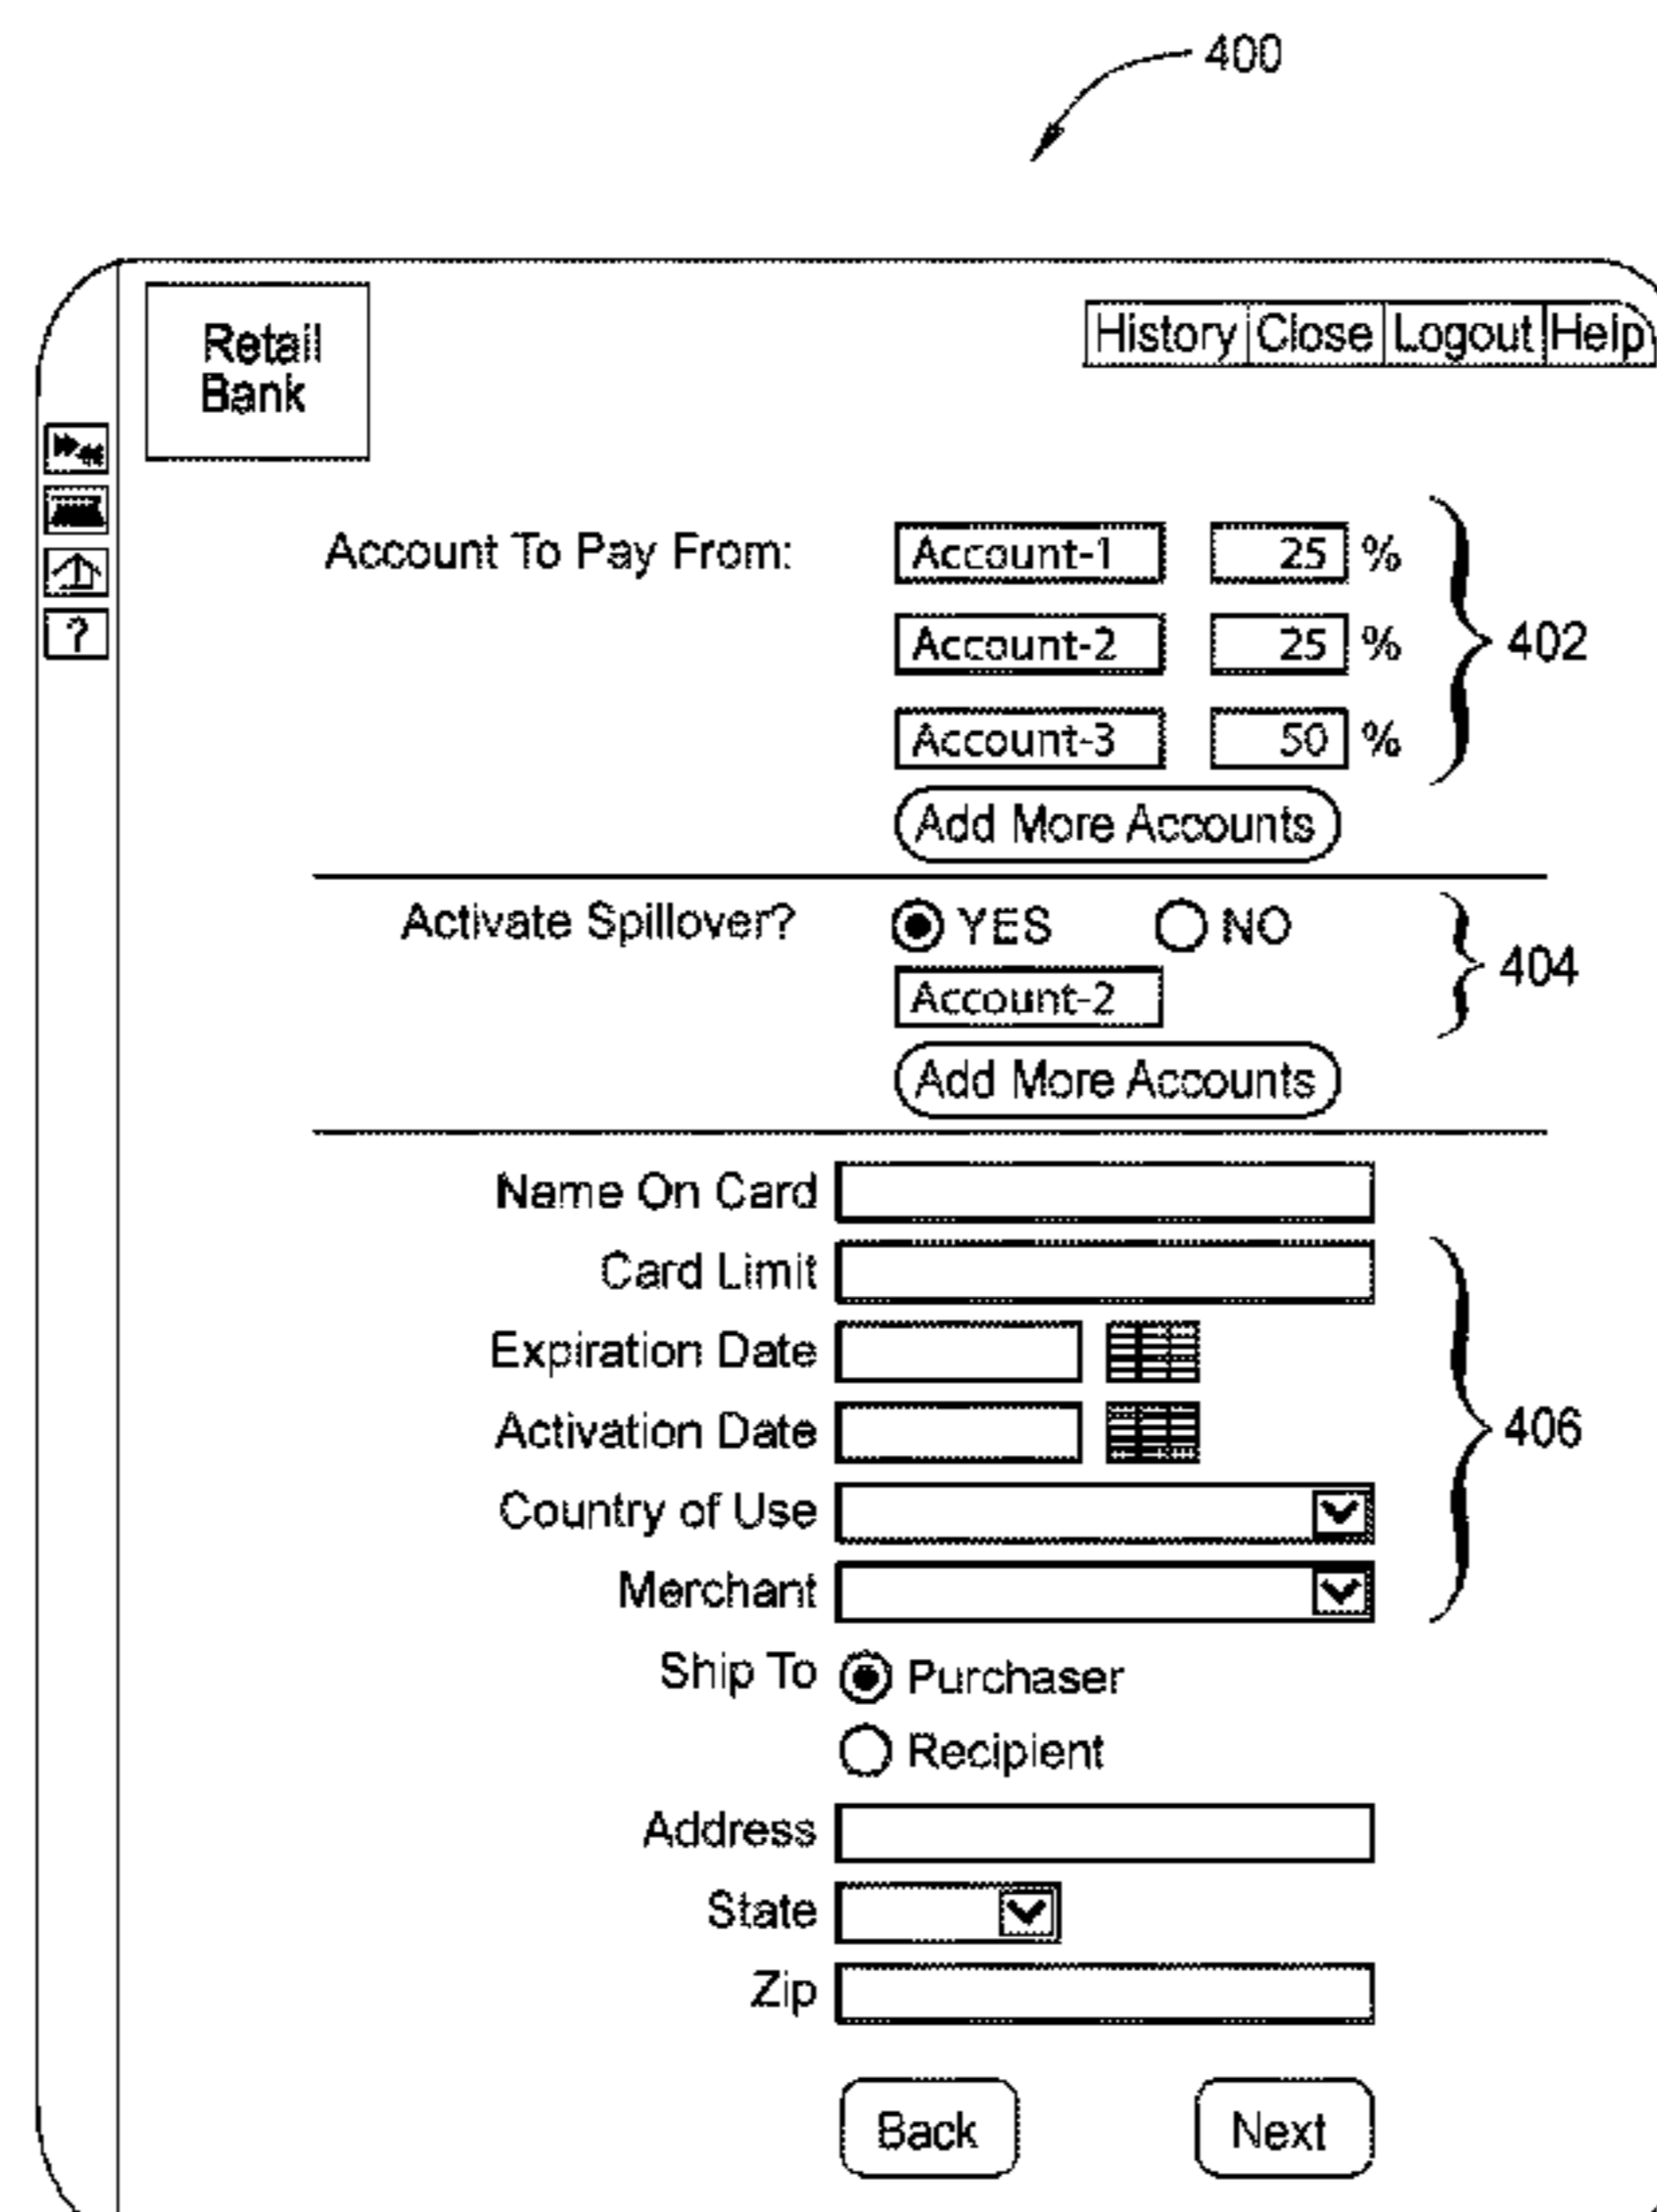 400
Retail
Bank
History Close Logout Help
Account To Pay From: Account-1 25 %
Account-2 25 %
402
Account-3 50 %
Add More Accounts
Activate Spillover? YES NO
404
Account-2
Add More Accounts
Name On Card
Card Limit
Expiration Date
Activation Date
406
Country of Use
Merchant
Ship To Purchaser
Recipient
Address
State
Zip
Back Next
?